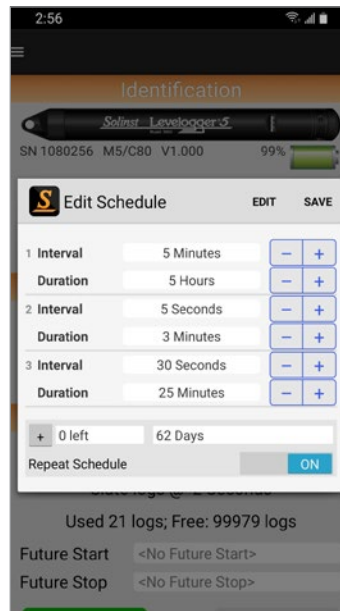 2:56
Identification
Solinst Levelogger 5
SN 1080256 M5/C80 V1.000 99%
S Edit Schedule EDIT SAVE
1 Interval 5 Minutes − +
Duration 5 Hours − +
2 Interval 5 Seconds − +
Duration 3 Minutes − +
3 Interval 30 Seconds − +
Duration 25 Minutes − +
+ 0 left 62 Days
Repeat Schedule ON
Used 21 logs; Free: 99979 logs
Future Start <No Future Start>
Future Stop <No Future Stop>